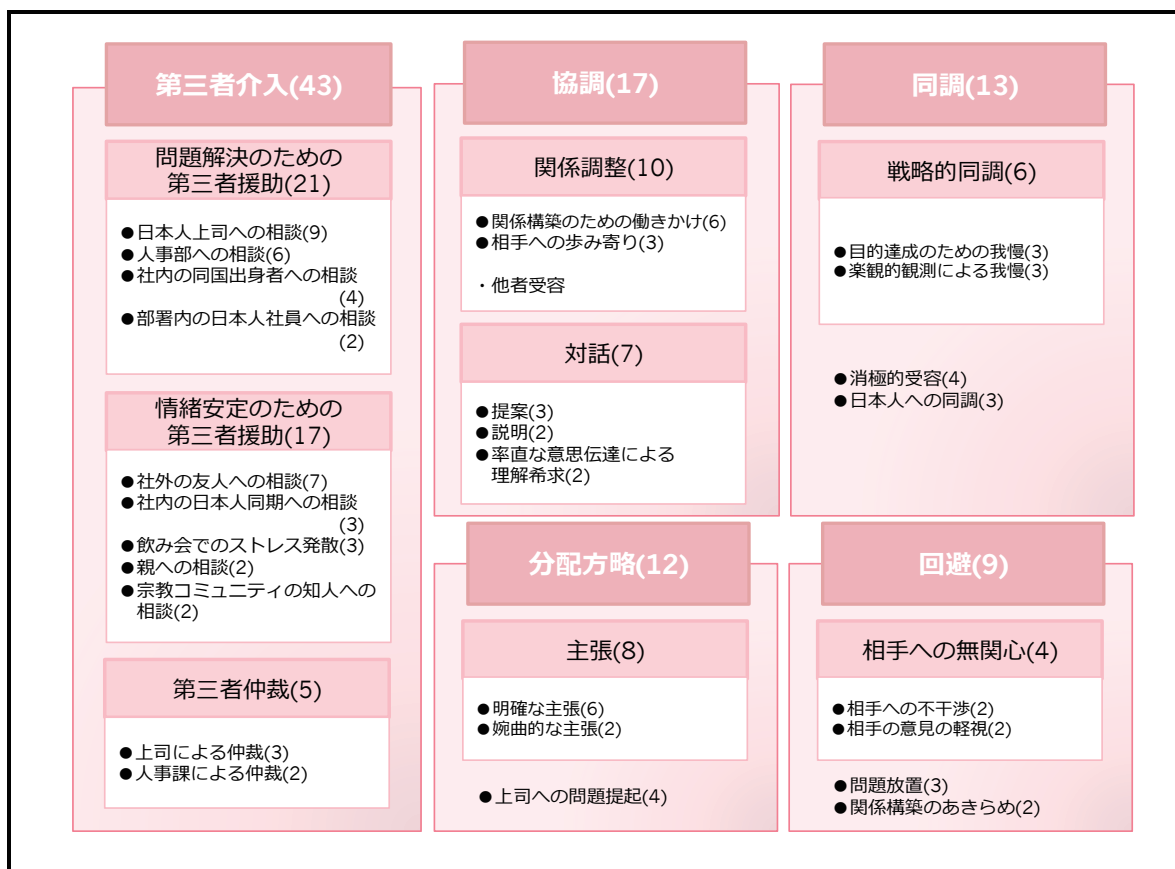 第三者介入(43)
問題解決のための
第三者援助(21)
●日本人上司への相談(9)
●人事部への相談(6)
●社内の同国出身者への相談
(4)
●部署内の日本人社員への相談
(2)
情緒安定のための
第三者援助(17)
●社外の友人への相談(7)
●社内の日本人同期への相談
(3)
●飲み会でのストレス発散(3)
●親への相談(2)
●宗教コミュニティの知人への
相談(2)
第三者仲裁(5)
●上司による仲裁(3)
●人事課による仲裁(2)
協調(17)
関係調整(10)
●関係構築のための働きかけ(6)
●相手への歩み寄り(3)
・他者受容
対話(7)
●提案(3)
●説明(2)
●率直な意思伝達による
理解希求(2)
同調(13)
戦略的同調(6)
●目的達成のための我慢(3)
●楽観的観測による我慢(3)
●消極的受容(4)
●日本人への同調(3)
分配方略(12)
主張(8)
●明確な主張(6)
●婉曲的な主張(2)
●上司への問題提起(4)
回避(9)
相手への無関心(4)
●相手への不干渉(2)
●相手の意見の軽視(2)
●問題放置(3)
●関係構築のあきらめ(2)